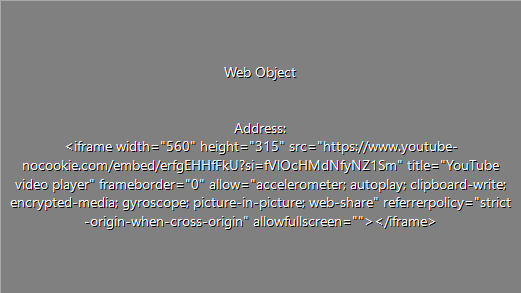 Web Object
Address:
<iframe width="560" height="315" src="https://www.youtube-
nocookie.com/embed/erfgEHHfFkU?si=fVlOcHMdNfyNZ1Sm" title="YouTube
video player" frameborder="0" allow="accelerometer; autoplay; clipboard-write;
encrypted-media; gyroscope; picture-in-picture; web-share" referrerpolicy="strict
-origin-when-cross-origin" allowfullscreen=""></iframe>